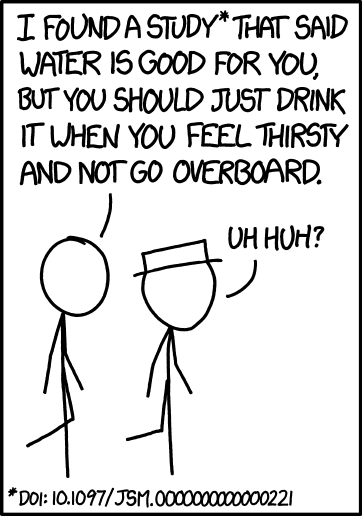 I FOUND A STUDY* THAT SAID
WATER IS GOOD FOR YOU,
BUT YOU SHOULD JUST DRINK
IT WHEN YOU FEEL THIRSTY
AND NOT GO OVERBOARD.
UH HUH?
*DOI: 10.1097/JSM.0000000000000221